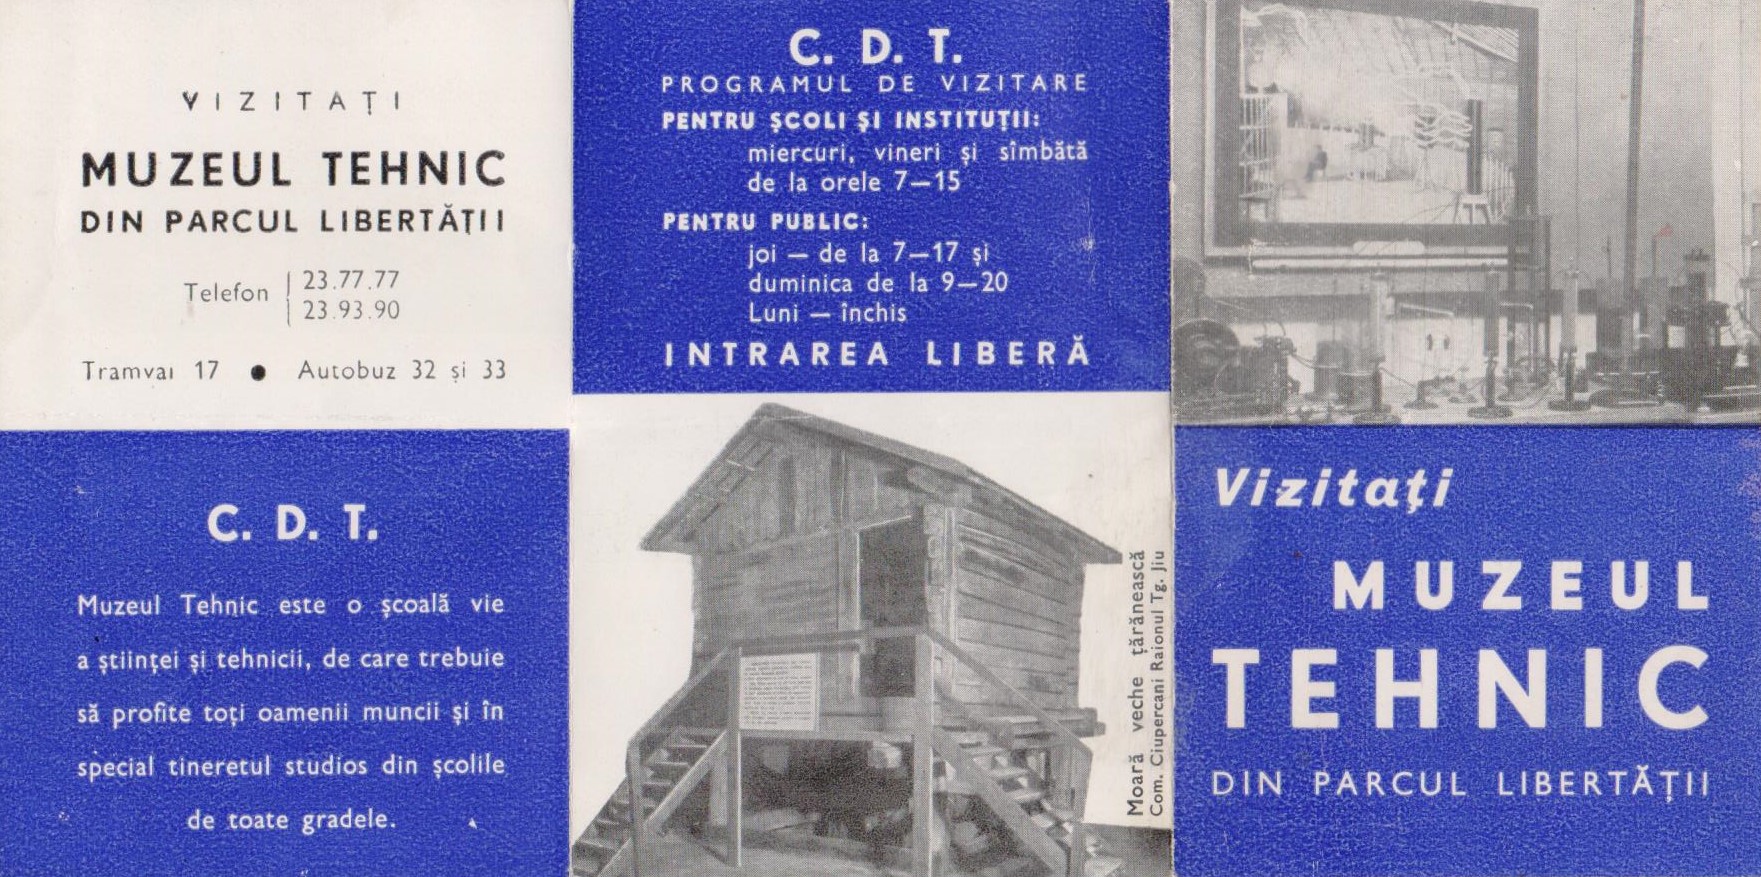 VIZITAȚI
MUZEUL TEHNIC
DIN PARCUL LIBERTĂȚII
Telefon 23.77.77
23.93.90
Tramvai 17 ● Autobuz 32 și 33
C. D. T.
Muzeul Tehnic este o școală vie
a științei și tehnicii, de care trebuie
să profite toți oamenii muncii și în
special tineretul studios din școlile
de toate gradele.
C. D. T.
PROGRAMUL DE VIZITARE
PENTRU ȘCOLI ȘI INSTITUȚII:
miercuri, vineri și sîmbătă
de la orele 7—15
PENTRU PUBLIC:
joi — de la 7—17 și
duminica de la 9—20
Luni — închis
INTRAREA LIBERĂ
Moară veche țărănească
Com. Ciupercani Raionul Tg. Jiu
Vizitați
MUZEUL
TEHNIC
DIN PARCUL LIBERTĂȚII